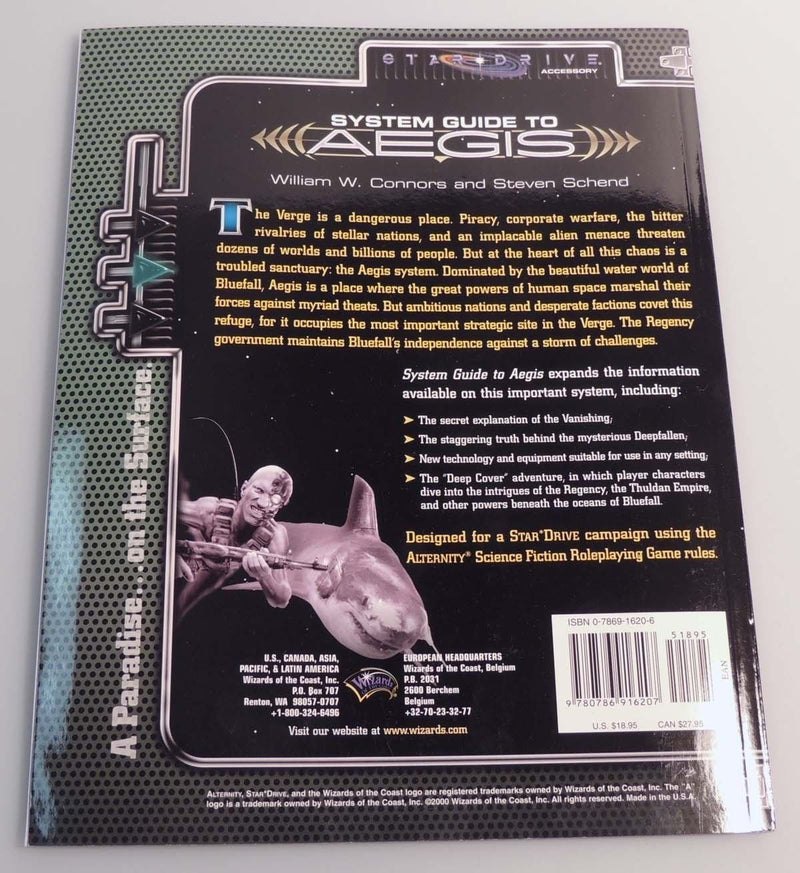 STAR*DRIVE
ACCESSORY
SYSTEM GUIDE TO
AEGIS
William W. Connors and Steven Schend
The Verge is a dangerous place. Piracy, corporate warfare, the bitter
rivalries of stellar nations, and an implacable alien menace threaten
dozens of worlds and billions of people. But at the heart of all this chaos is a
troubled sanctuary: the Aegis system. Dominated by the beautiful water world of
Bluefall, Aegis is a place where the great powers of human space marshal their
forces against myriad threats. But ambitious nations and desperate factions covet this
refuge, for it occupies the most important strategic site in the Verge. The Regency
government maintains Bluefall's independence against a storm of challenges.
A Paradise... on the Surface.
System Guide to Aegis expands the information
available on this important system, including:
➤ The secret explanation of the Vanishing;
➤ The staggering truth behind the mysterious Deepfallen;
➤ New technology and equipment suitable for use in any setting;
➤ The "Deep Cover" adventure, in which player characters
dive into the intrigues of the Regency, the Thuldan Empire,
and other powers beneath the oceans of Bluefall.
Designed for a STAR*DRIVE campaign using the
ALTERNITY® Science Fiction Roleplaying Game rules.
U.S., CANADA, ASIA,
PACIFIC, & LATIN AMERICA
Wizards of the Coast, Inc.
P.O. Box 707
Renton, WA 98057-0707
+1-800-324-6496
Wizards
EUROPEAN HEADQUARTERS
Wizards of the Coast, Belgium
P.B. 2031
2600 Berchem
Belgium
+32-70-23-32-77
Visit our website at www.wizards.com
ISBN 0-7869-1620-6
51895
9 780786 916207
EAN
U.S. $18.95 CAN $27.95
ALTERNITY, STAR*DRIVE, and the Wizards of the Coast logo are registered trademarks owned by Wizards of the Coast, Inc. The "A"
logo is a trademark owned by Wizards of the Coast, Inc. ©2000 Wizards of the Coast, Inc. All rights reserved. Made in the U.S.A.